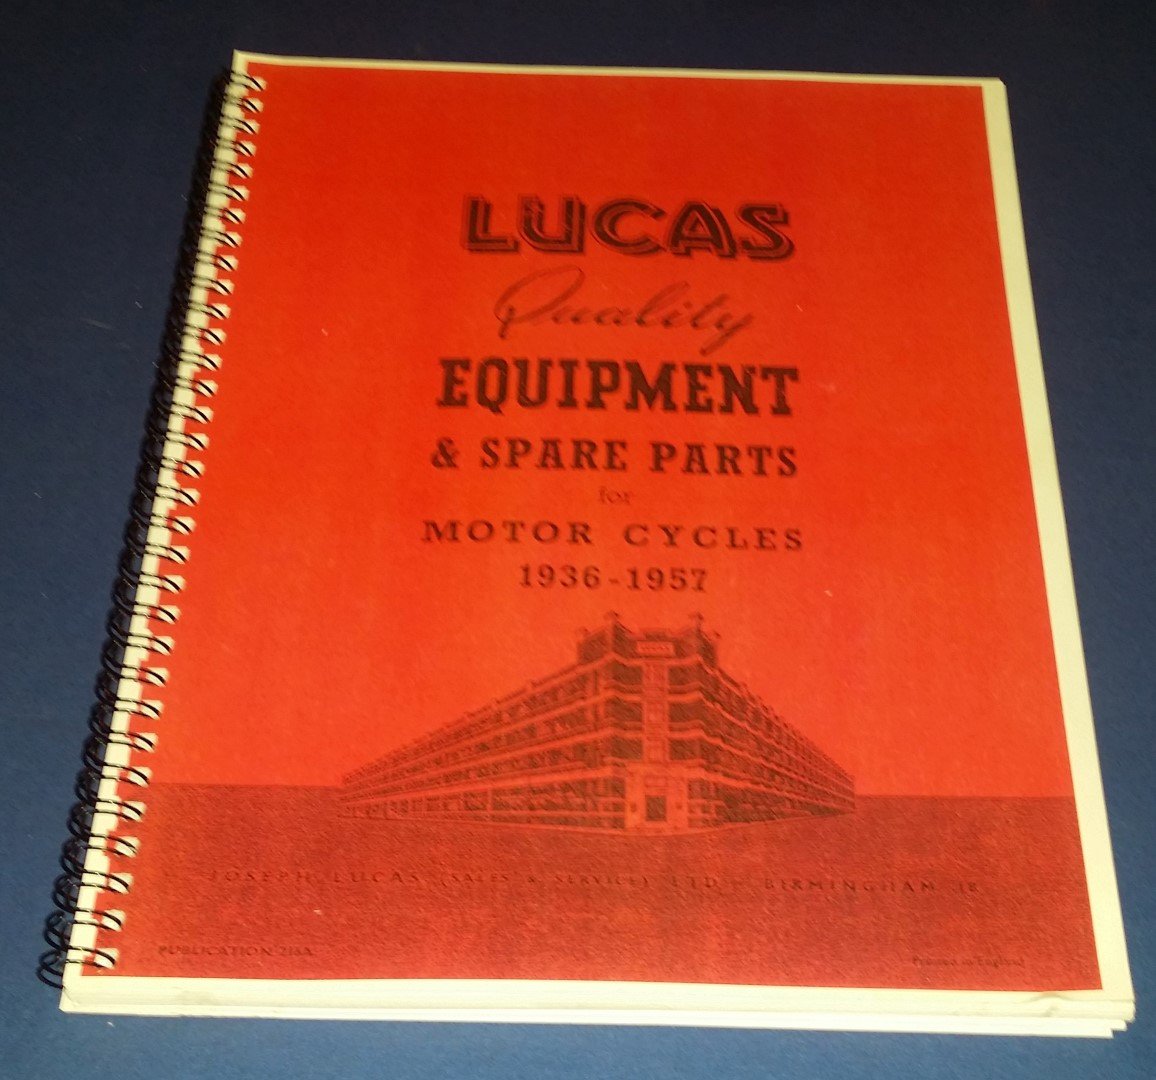 LUCAS
Quality
EQUIPMENT
& SPARE PARTS
for
MOTOR CYCLES
1936-1957
JOSEPH LUCAS (SALES & SERVICE) LTD BIRMINGHAM 18
PUBLICATION 216A
Printed in England